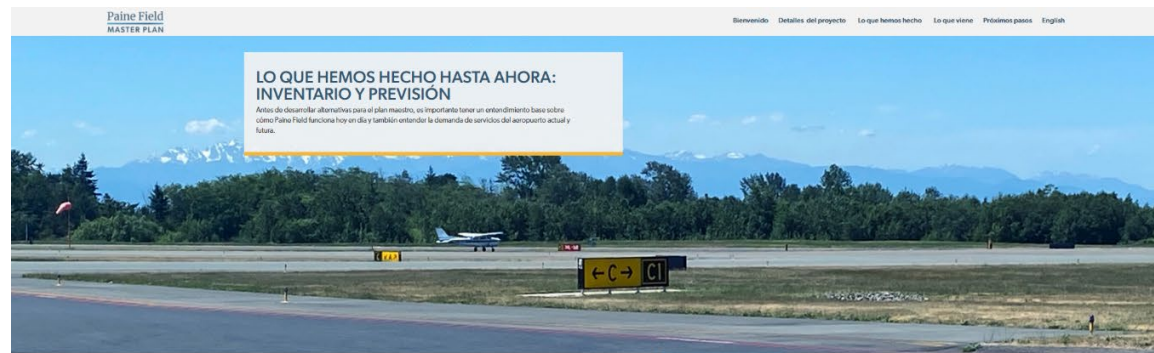 Paine Field
MASTER PLAN
Bienvenido Detalles del proyecto Lo que hemos hecho Lo que viene Próximos pasos English
LO QUE HEMOS HECHO HASTA AHORA:
INVENTARIO Y PREVISIÓN
Antes de desarrollar alternativas para el plan maestro, es importante tener un entendimiento base sobre
cómo Paine Field funciona hoy en día y también entender la demanda de servicios del aeropuerto actual y
futura.
←C→ C1